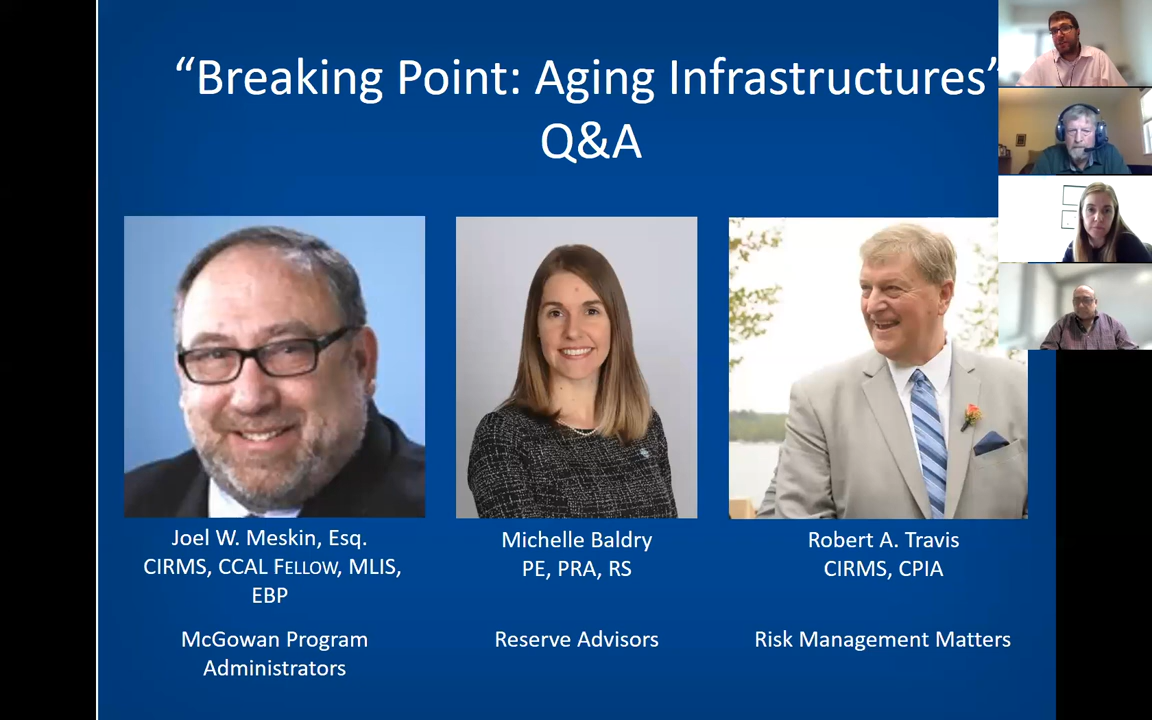 “Breaking Point: Aging Infrastructures”
Q&A
Joel W. Meskin, Esq.
CIRMS, CCAL FELLOW, MLIS,
EBP
McGowan Program
Administrators
Michelle Baldry
PE, PRA, RS
Reserve Advisors
Robert A. Travis
CIRMS, CPIA
Risk Management Matters